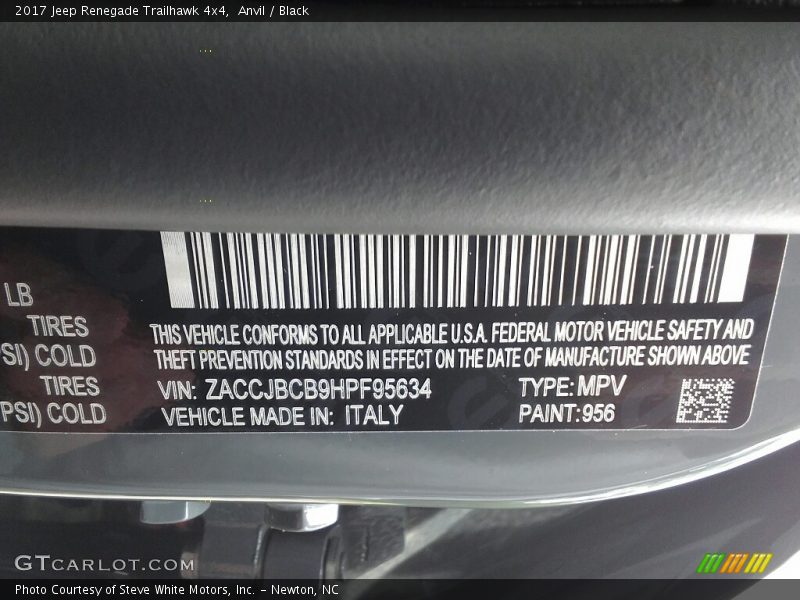 2017 Jeep Renegade Trailhawk 4x4,  Anvil / Black
LB
TIRES
SI) COLD
TIRES
PSI) COLD
THIS VEHICLE CONFORMS TO ALL APPLICABLE U.S.A. FEDERAL MOTOR VEHICLE SAFETY AND
THEFT PREVENTION STANDARDS IN EFFECT ON THE DATE OF MANUFACTURE SHOWN ABOVE
VIN: ZACCJBCB9HPF95634 TYPE: MPV
VEHICLE MADE IN: ITALY PAINT:956
GTCARLOT.COM
Photo Courtesy of Steve White Motors, Inc. – Newton, NC